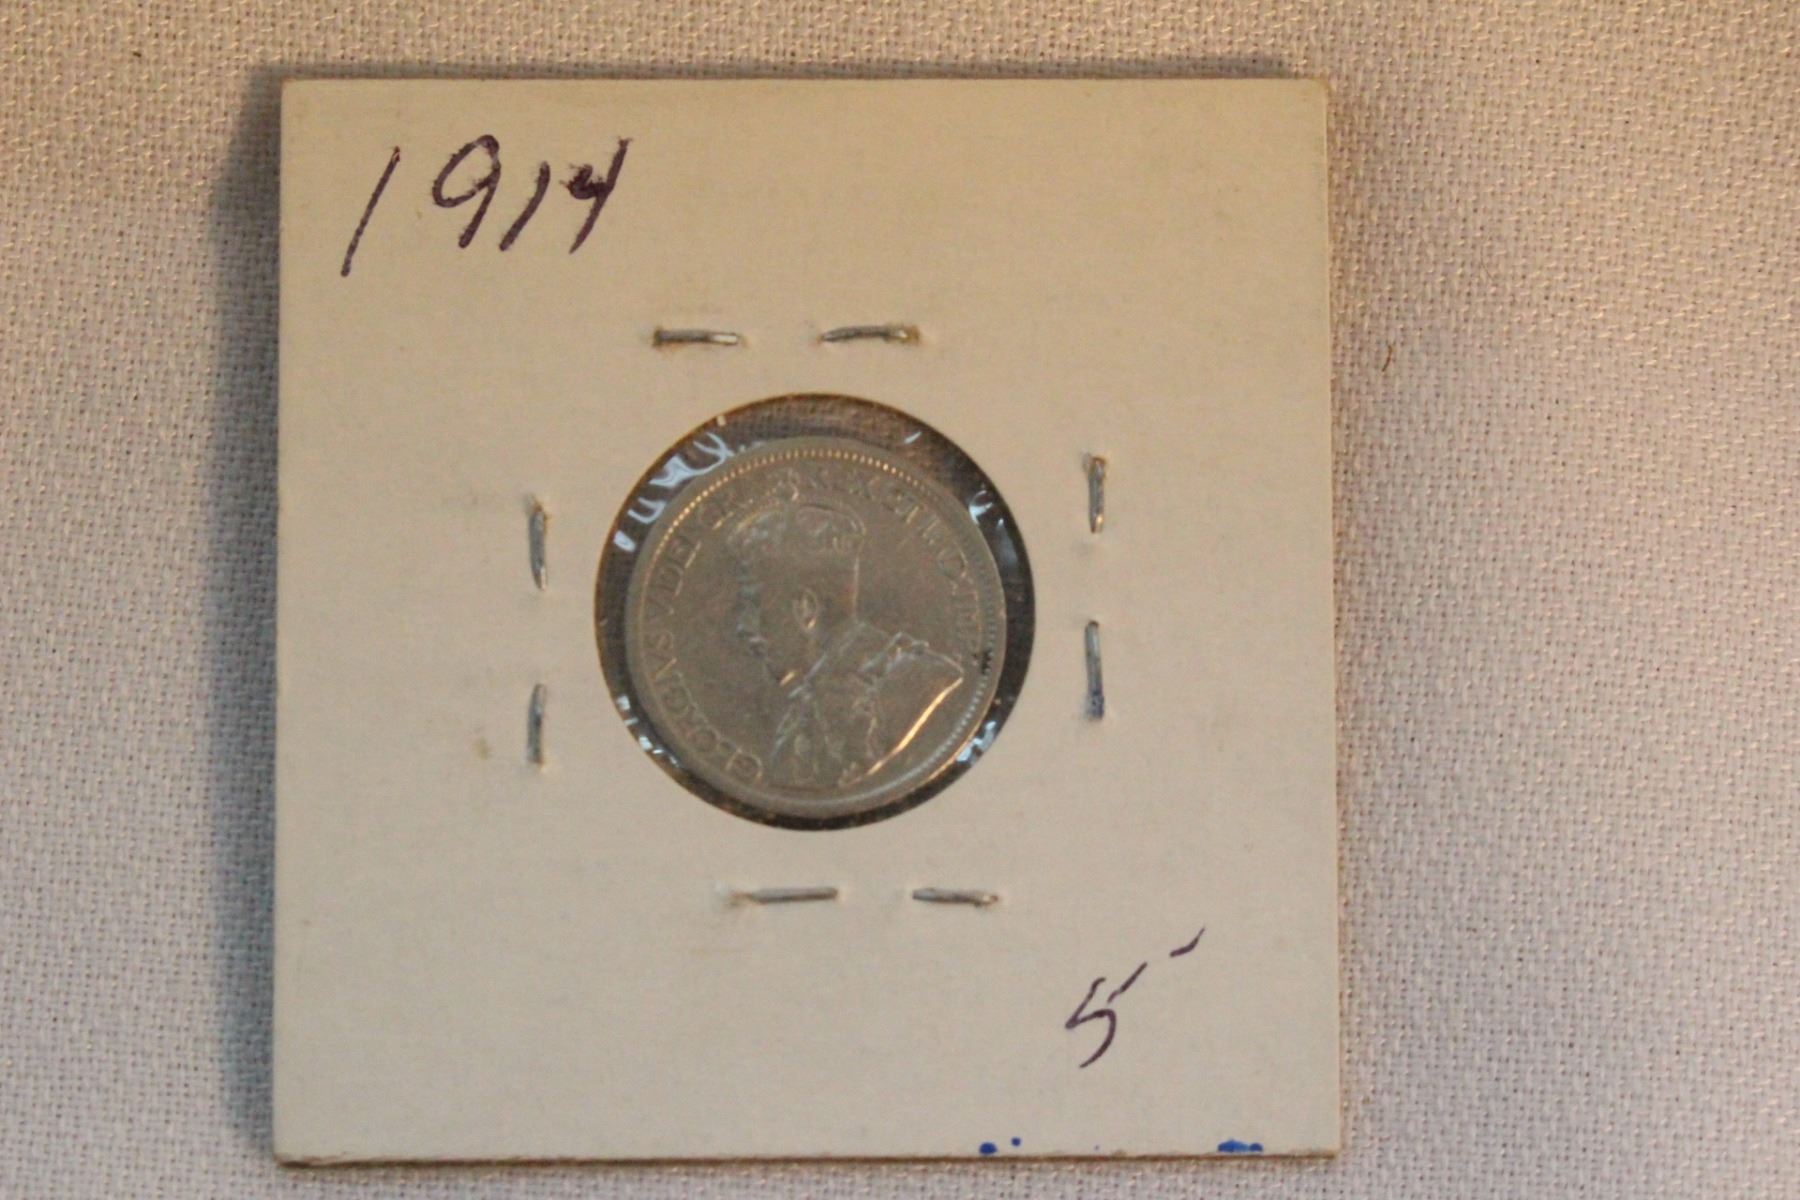 1914
GEORGIVS V DEI GRA: REX ET IND:IMP:
5